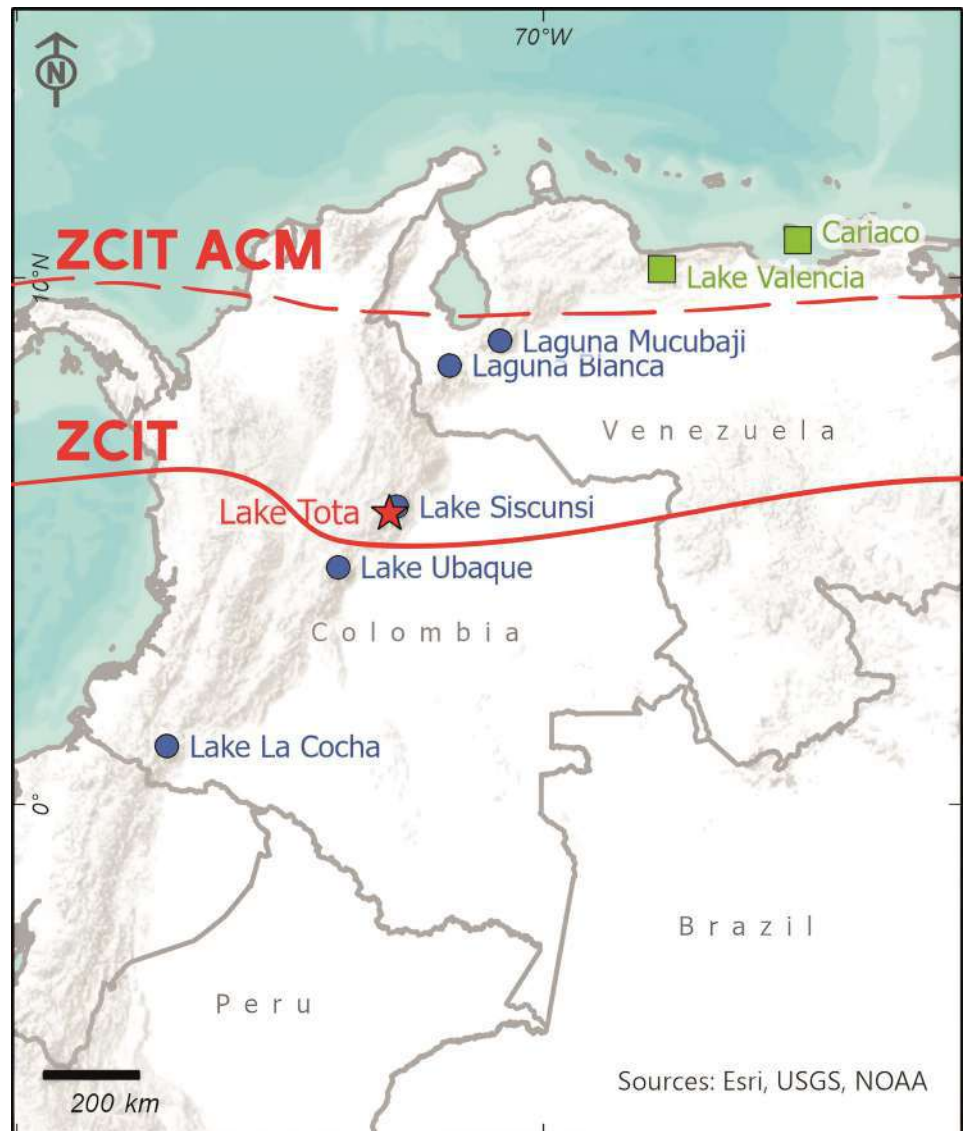 70°W
N
Cariaco
ZCIT ACM
Lake Valencia
10°N
Laguna Mucubaji
Laguna Blanca
Venezuela
ZCIT
Lake Tota
Lake Siscunsi
Lake Ubaque
Colombia
Lake La Cocha
0°
Brazil
Peru
Sources: Esri, USGS, NOAA
200 km